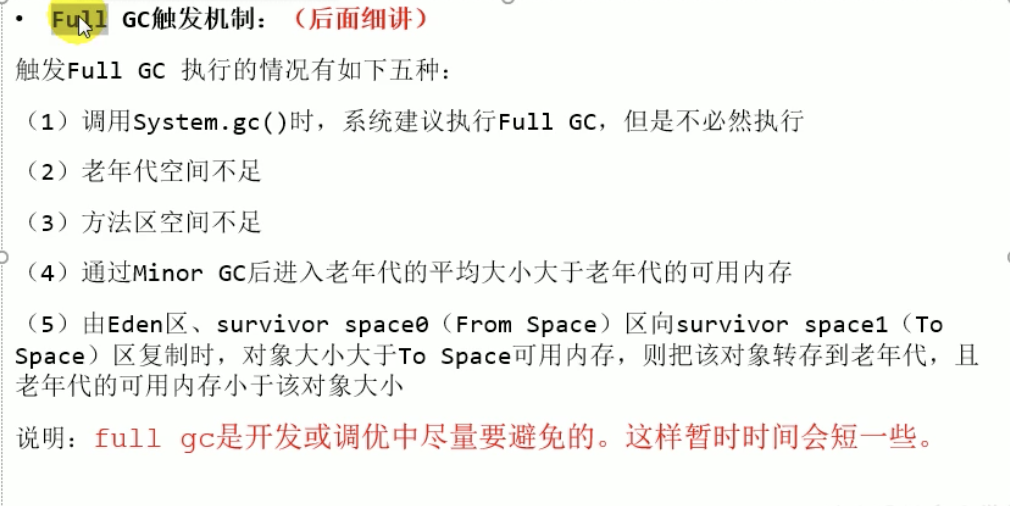 • Full GC触发机制：（后面细讲）
触发Full GC 执行的情况有如下五种：
（1）调用System.gc()时，系统建议执行Full GC，但是不必然执行
（2）老年代空间不足
（3）方法区空间不足
（4）通过Minor GC后进入老年代的平均大小大于老年代的可用内存
（5）由Eden区、survivor space0（From Space）区向survivor space1（To
Space）区复制时，对象大小大于To Space可用内存，则把该对象转存到老年代，且
老年代的可用内存小于该对象大小
说明：full gc是开发或调优中尽量要避免的。这样暂时时间会短一些。